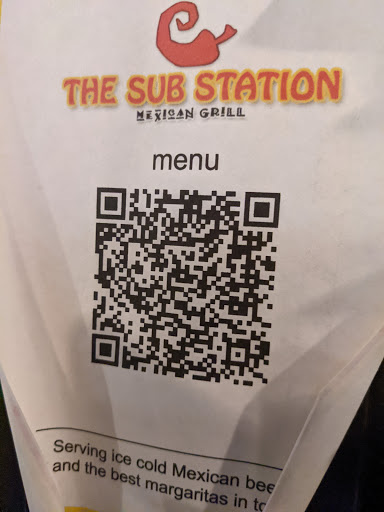 THE SUB STATION
MEXICAN GRILL
menu
Serving ice cold Mexican bee
and the best margaritas in to